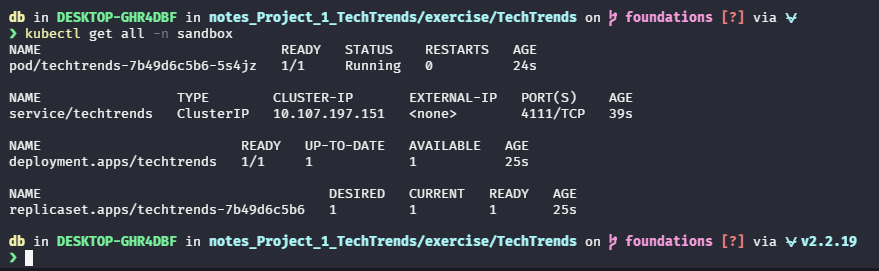 db in DESKTOP-GHR4DBF in notes_Project_1_TechTrends/exercise/TechTrends on foundations [?] via
❯ kubectl get all -n sandbox
NAME READY STATUS RESTARTS AGE
pod/techtrends-7b49d6c5b6-5s4jz 1/1 Running 0 24s
NAME TYPE CLUSTER-IP EXTERNAL-IP PORT(S) AGE
service/techtrends ClusterIP 10.107.197.151 <none> 4111/TCP 39s
NAME READY UP-TO-DATE AVAILABLE AGE
deployment.apps/techtrends 1/1 1 1 25s
NAME DESIRED CURRENT READY AGE
replicaset.apps/techtrends-7b49d6c5b6 1 1 1 25s
db in DESKTOP-GHR4DBF in notes_Project_1_TechTrends/exercise/TechTrends on foundations [?] via v2.2.19
❯